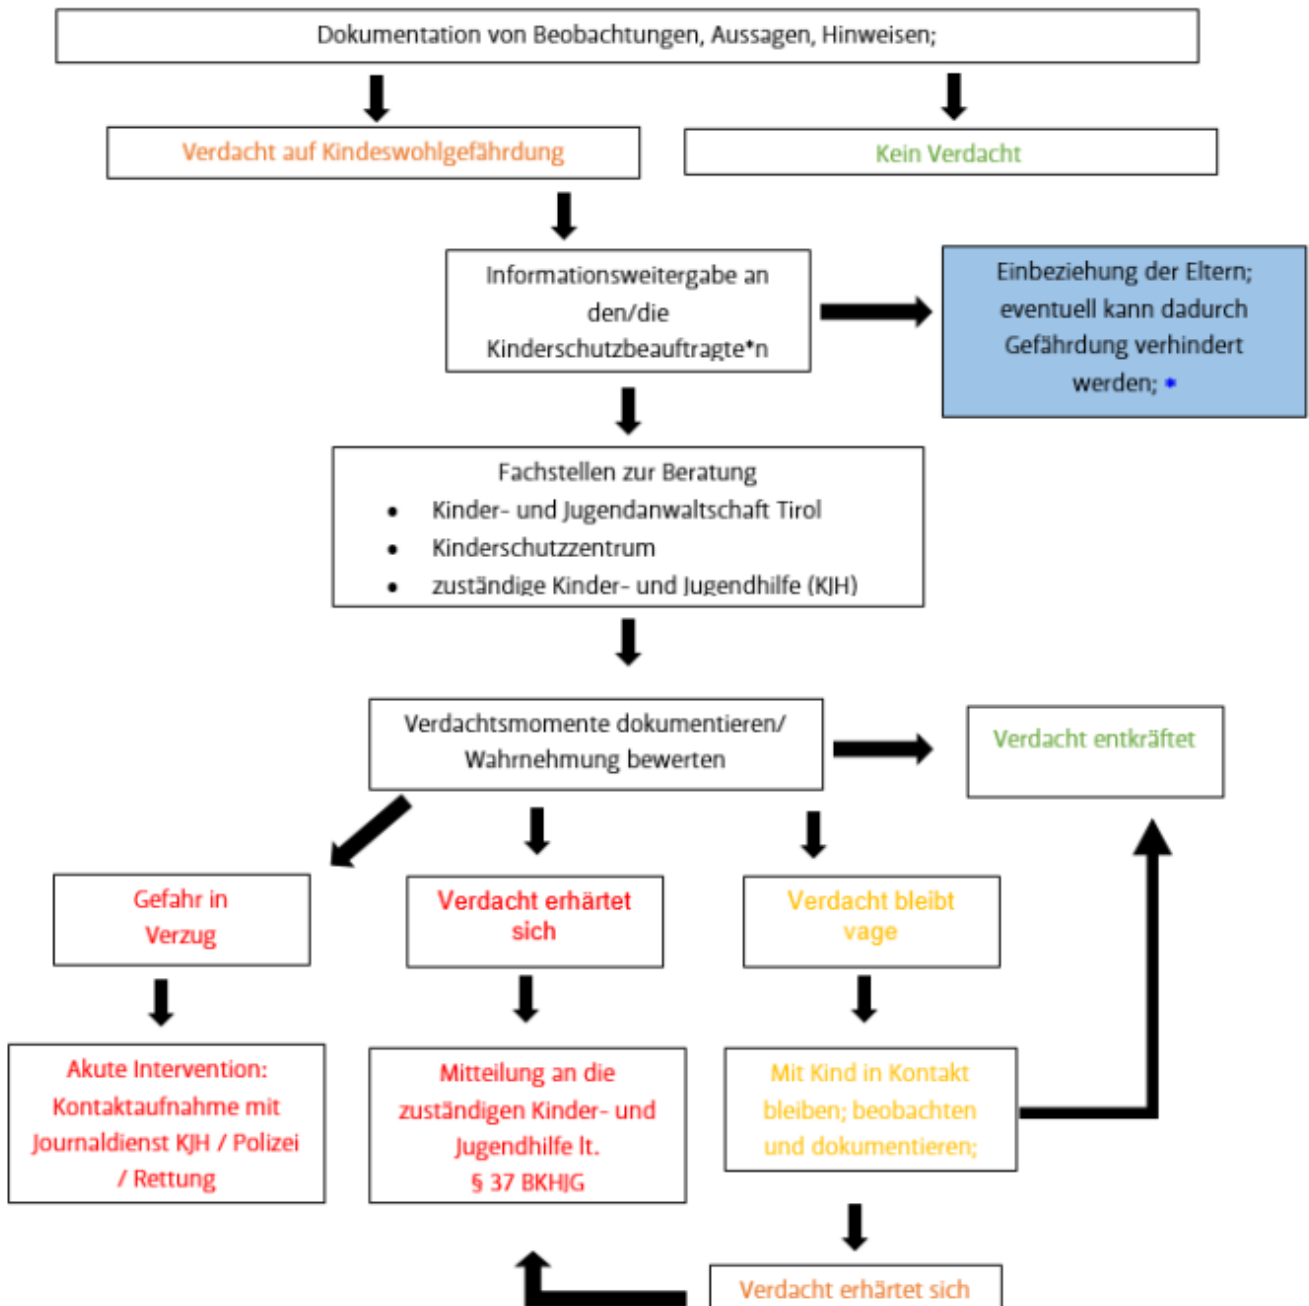 Dokumentation von Beobachtungen, Aussagen, Hinweisen;
Verdacht auf Kindeswohlgefährdung
Kein Verdacht
Informationsweitergabe an
den/die
Kinderschutzbeauftragte*n
Einbeziehung der Eltern;
eventuell kann dadurch
Gefährdung verhindert
werden; *
Fachstellen zur Beratung
• Kinder- und Jugendanwaltschaft Tirol
• Kinderschutzzentrum
• zuständige Kinder- und Jugendhilfe (KJH)
Verdachtsmomente dokumentieren/
Wahrnehmung bewerten
Verdacht entkräftet
Gefahr in
Verzug
Verdacht erhärtet
sich
Verdacht bleibt
vage
Akute Intervention:
Kontaktaufnahme mit
Journaldienst KJH / Polizei
/ Rettung
Mitteilung an die
zuständigen Kinder- und
Jugendhilfe lt.
§ 37 BKHJG
Mit Kind in Kontakt
bleiben; beobachten
und dokumentieren;
Verdacht erhärtet sich